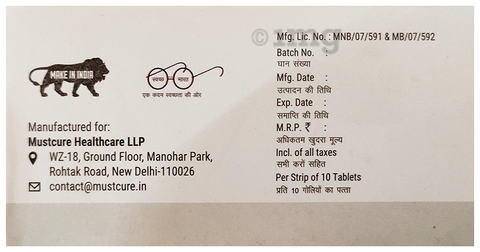 MAKE IN INDIA
स्वच्छ भारत
एक कदम स्वच्छता की ओर
Manufactured for:
Mustcure Healthcare LLP
WZ-18, Ground Floor, Manohar Park,
Rohtak Road, New Delhi-110026
contact@mustcure.in
1mg
Mfg. Lic. No. : MNB/07/591 & MB/07/592
Batch No. :
घान संख्या
Mfg. Date :
उत्पादन की तिथि
Exp. Date :
समाप्ति की तिथि
M.R.P. ₹ :
अधिकतम खुदरा मूल्य
Incl. of all taxes
सभी करों सहित
Per Strip of 10 Tablets
प्रति 10 गोलियों का पत्ता